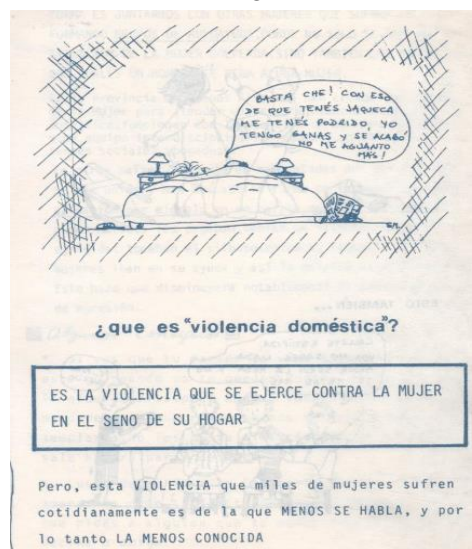 BASTA CHE! CON ESO
DE QUE TENÉS JAQUECA
ME TENÉS PODRIDO, YO
TENGO GANAS Y SE ACABÓ
NO ME AGUANTO
MÁS!
¿que es "violencia doméstica"?
ES LA VIOLENCIA QUE SE EJERCE CONTRA LA MUJER
EN EL SENO DE SU HOGAR
Pero, esta VIOLENCIA que miles de mujeres sufren
cotidianamente es de la que MENOS SE HABLA, y por
lo tanto LA MENOS CONOCIDA